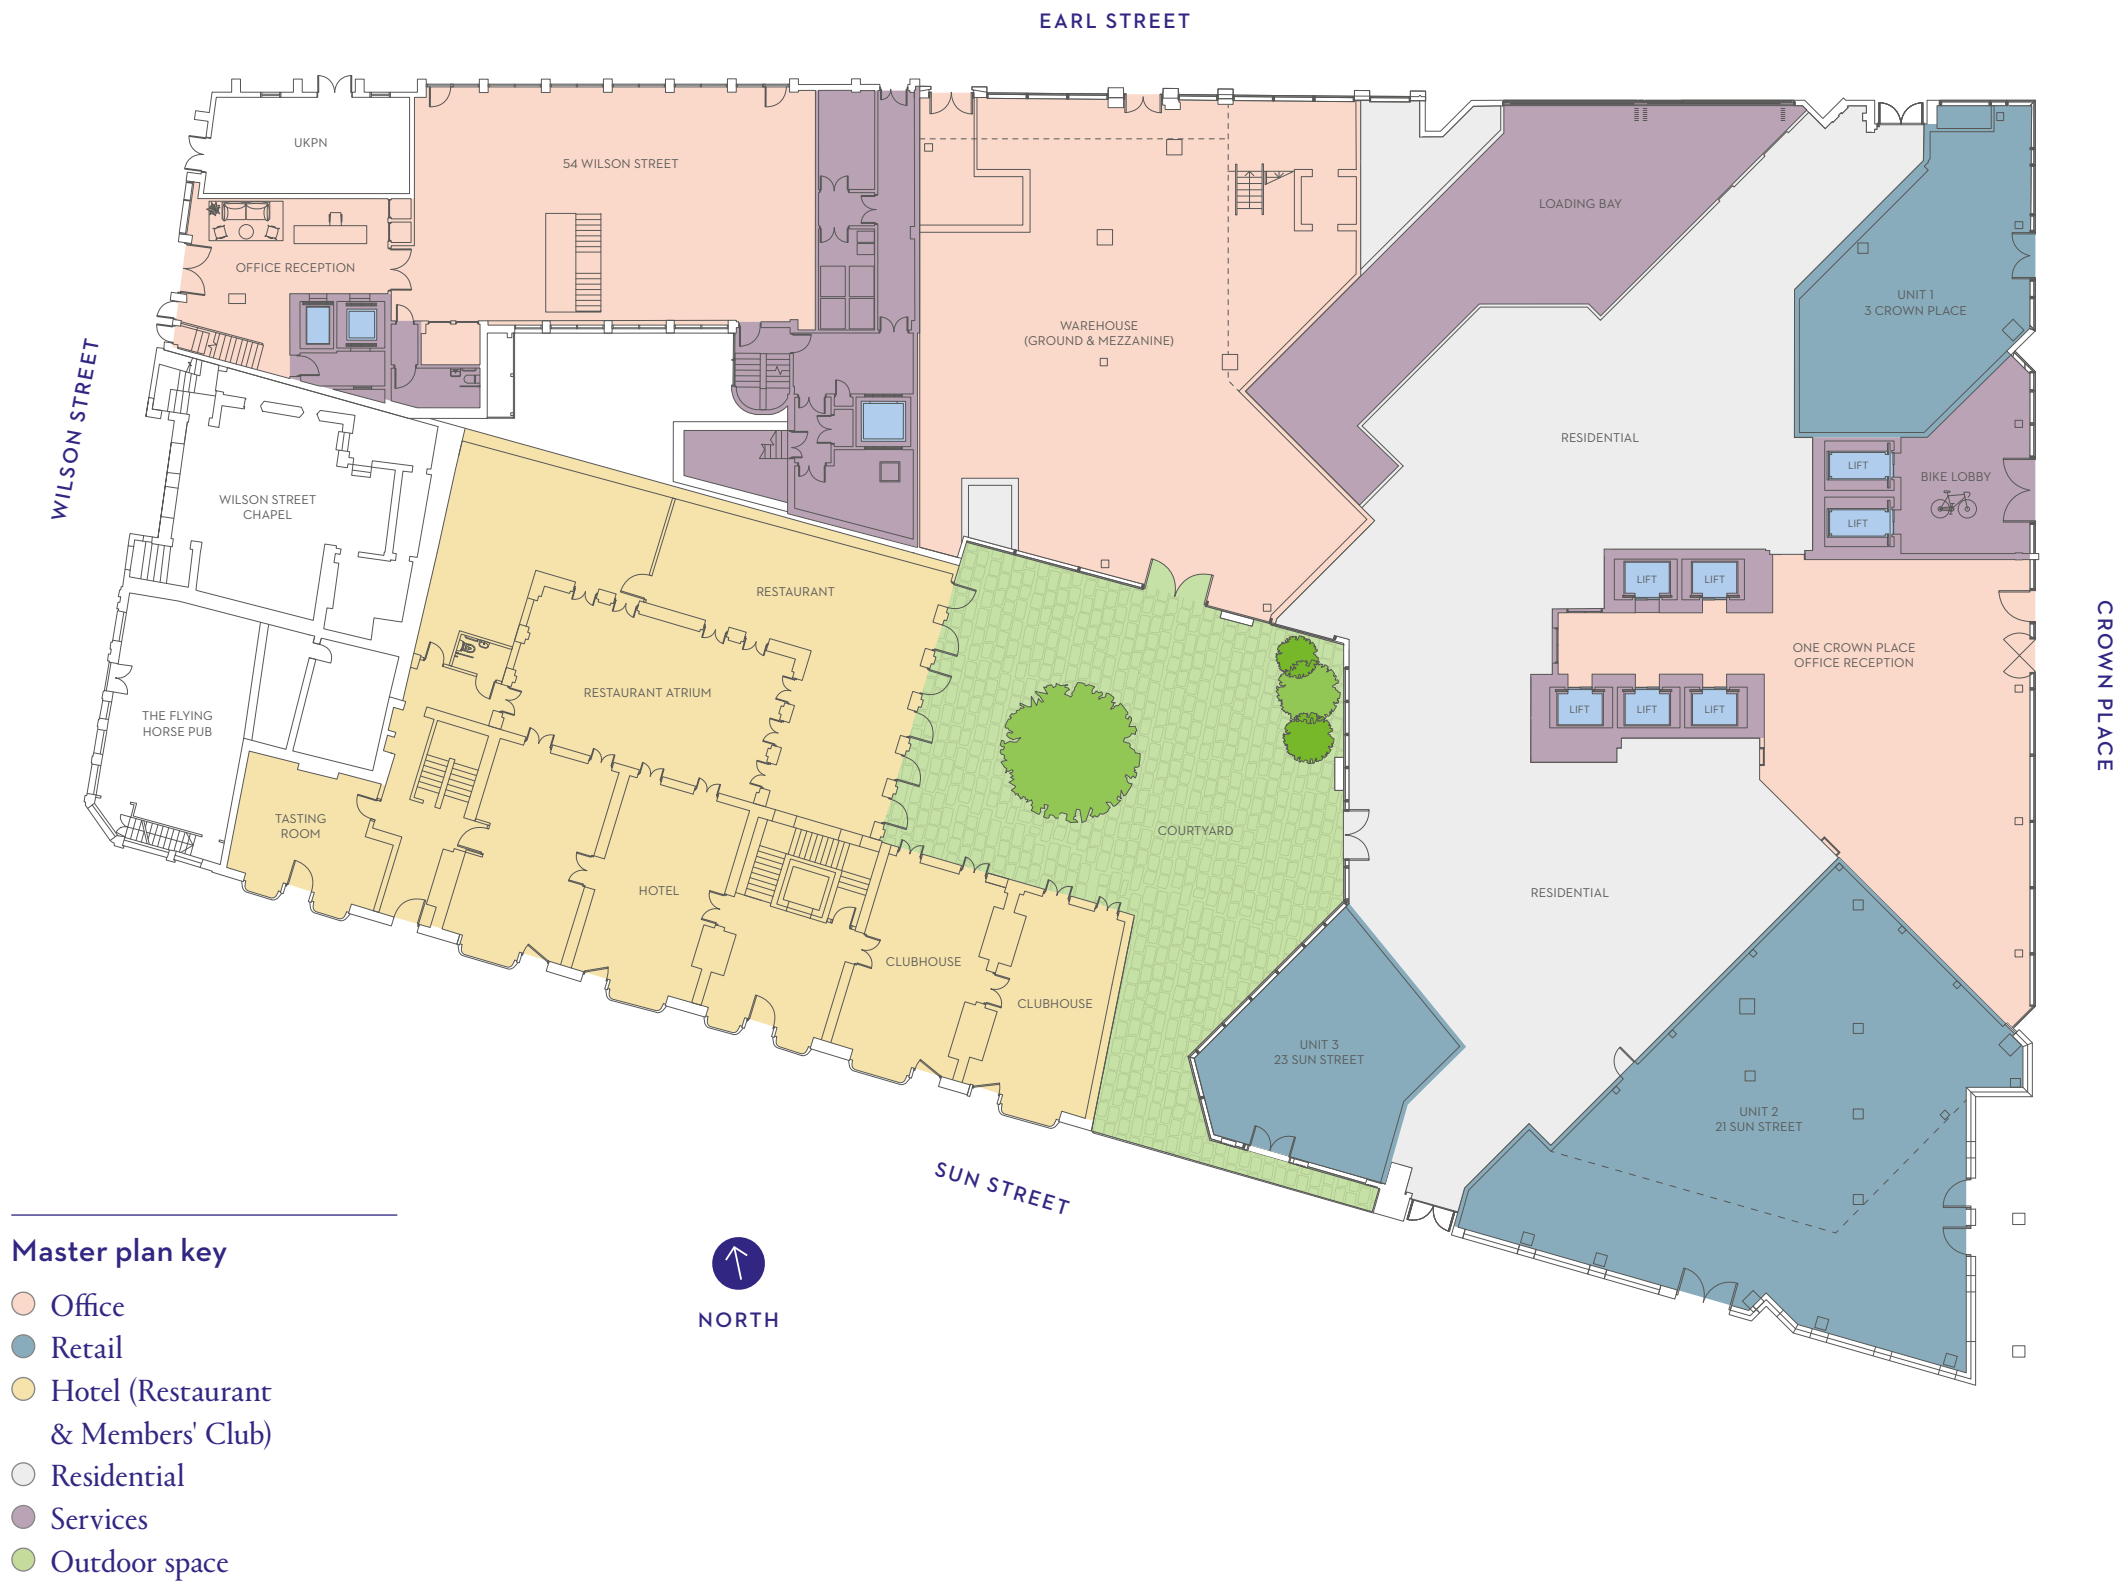 EARL STREET
UKPN
54 WILSON STREET
OFFICE RECEPTION
LOADING BAY
UNIT 1
3 CROWN PLACE
WAREHOUSE
(GROUND & MEZZANINE)
WILSON STREET
RESIDENTIAL
LIFT
BIKE LOBBY
LIFT
WILSON STREET
CHAPEL
RESTAURANT
LIFT
LIFT
CROWN PLACE
ONE CROWN PLACE
OFFICE RECEPTION
RESTAURANT ATRIUM
LIFT
LIFT
LIFT
THE FLYING
HORSE PUB
TASTING
ROOM
COURTYARD
HOTEL
RESIDENTIAL
CLUBHOUSE
CLUBHOUSE
UNIT 3
23 SUN STREET
UNIT 2
21 SUN STREET
SUN STREET
NORTH
Master plan key
Office
Retail
Hotel (Restaurant
& Members' Club)
Residential
Services
Outdoor space